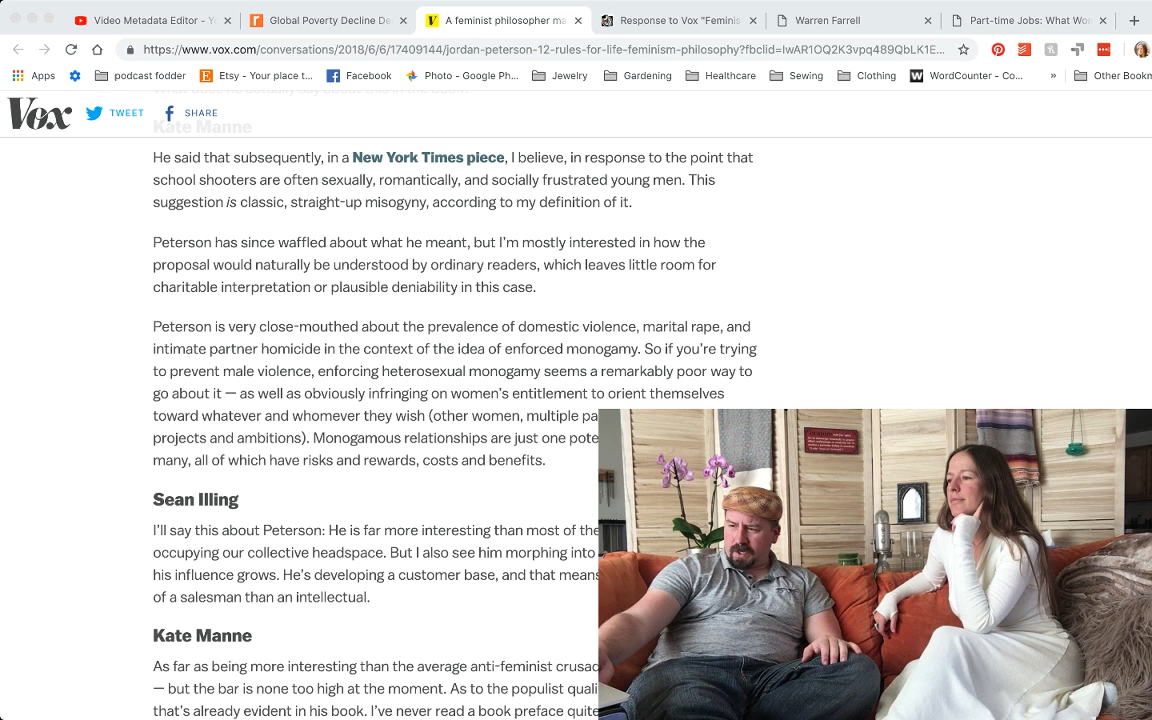 Video Metadata Editor - Yo
Global Poverty Decline De
A feminist philosopher ma
Response to Vox "Feminis
Warren Farrell
Part-time Jobs: What Wor
https://www.vox.com/conversations/2018/6/6/17409144/jordan-peterson-12-rules-for-life-feminism-philosophy?fbclid=IwAR1OQ2K3vpq489QbLK1E...
Apps
podcast fodder
Etsy - Your place t...
Facebook
Photo - Google Ph...
Jewelry
Gardening
Healthcare
Sewing
Clothing
WordCounter - Co...
»
Other Bookm
Vox
TWEET
SHARE
Kate Manne
He said that subsequently, in a New York Times piece, I believe, in response to the point that
school shooters are often sexually, romantically, and socially frustrated young men. This
suggestion is classic, straight-up misogyny, according to my definition of it.
Peterson has since waffled about what he meant, but I'm mostly interested in how the
proposal would naturally be understood by ordinary readers, which leaves little room for
charitable interpretation or plausible deniability in this case.
Peterson is very close-mouthed about the prevalence of domestic violence, marital rape, and
intimate partner homicide in the context of the idea of enforced monogamy. So if you're trying
to prevent male violence, enforcing heterosexual monogamy seems a remarkably poor way to
go about it — as well as obviously infringing on women's entitlement to orient themselves
toward whatever and whomever they wish (other women, multiple pa
projects and ambitions). Monogamous relationships are just one pote
many, all of which have risks and rewards, costs and benefits.
Sean Illing
I'll say this about Peterson: He is far more interesting than most of the
occupying our collective headspace. But I also see him morphing into
his influence grows. He's developing a customer base, and that means
of a salesman than an intellectual.
Kate Manne
As far as being more interesting than the average anti-feminist crusad
— but the bar is none too high at the moment. As to the populist quali
that's already evident in his book. I've never read a book preface quite